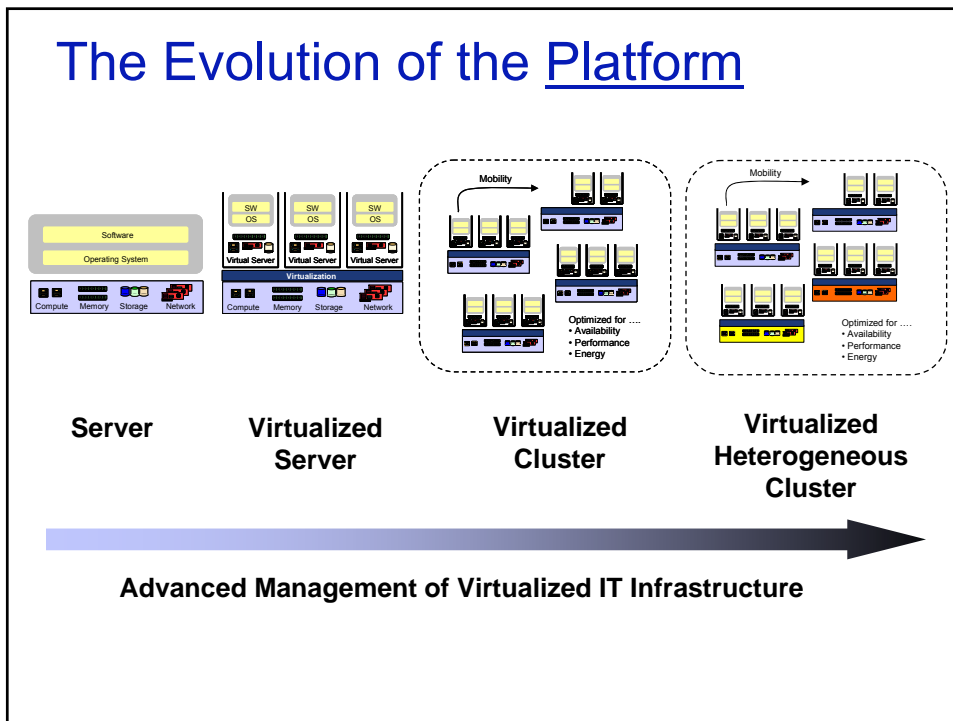 The Evolution of the Platform
Software
Operating System
Compute
Memory
Storage
Network
SW
OS
SW
OS
SW
OS
Virtual Server
Virtual Server
Virtual Server
Virtualization
Compute
Memory
Storage
Network
Mobility
Optimized for ....
• Availability
• Performance
• Energy
Mobility
Optimized for ....
• Availability
• Performance
• Energy
Server
Virtualized
Server
Virtualized
Cluster
Virtualized
Heterogeneous
Cluster
Advanced Management of Virtualized IT Infrastructure